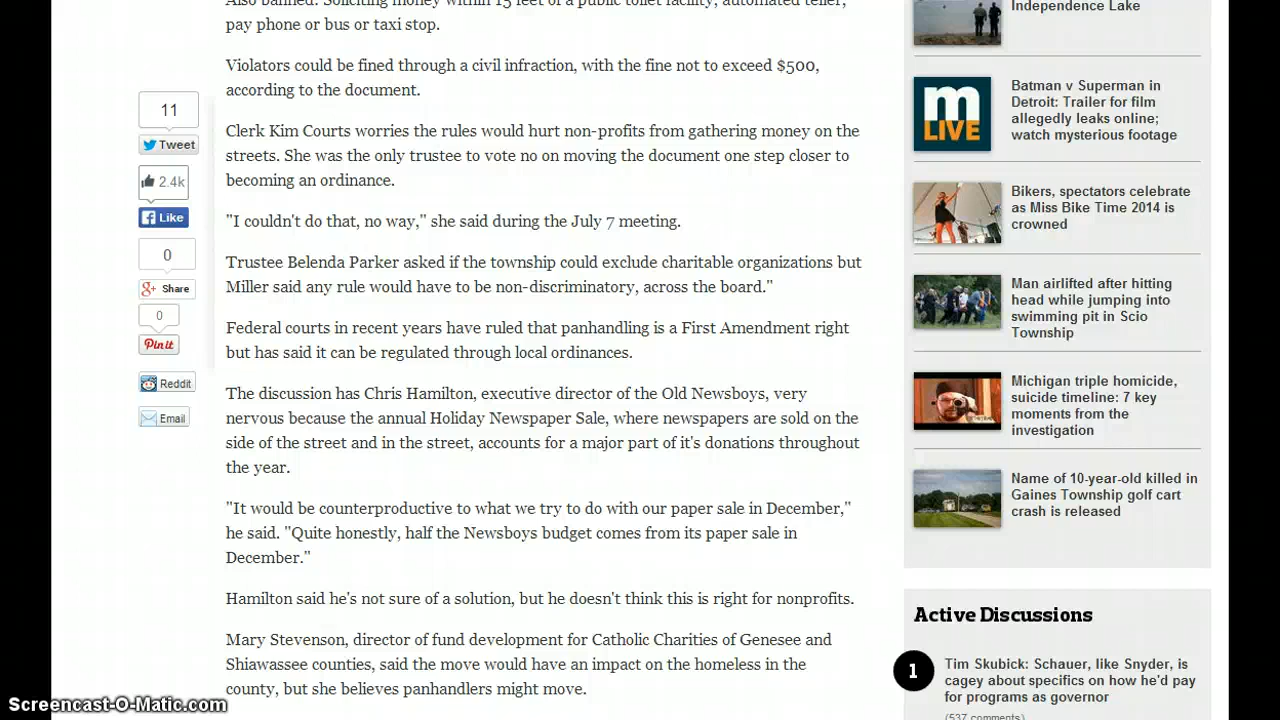 Also banned: Soliciting money within 15 feet of a public toilet facility, automated teller,
pay phone or bus or taxi stop.
Violators could be fined through a civil infraction, with the fine not to exceed $500,
according to the document.
Clerk Kim Courts worries the rules would hurt non-profits from gathering money on the
streets. She was the only trustee to vote no on moving the document one step closer to
becoming an ordinance.
"I couldn't do that, no way," she said during the July 7 meeting.
Trustee Belenda Parker asked if the township could exclude charitable organizations but
Miller said any rule would have to be non-discriminatory, across the board."
Federal courts in recent years have ruled that panhandling is a First Amendment right
but has said it can be regulated through local ordinances.
The discussion has Chris Hamilton, executive director of the Old Newsboys, very
nervous because the annual Holiday Newspaper Sale, where newspapers are sold on the
side of the street and in the street, accounts for a major part of it's donations throughout
the year.
"It would be counterproductive to what we try to do with our paper sale in December,"
he said. "Quite honestly, half the Newsboys budget comes from its paper sale in
December."
Hamilton said he's not sure of a solution, but he doesn't think this is right for nonprofits.
Mary Stevenson, director of fund development for Catholic Charities of Genesee and
Shiawassee counties, said the move would have an impact on the homeless in the
county, but she believes panhandlers might move.
11
Tweet
2.4k
Like
0
g+ Share
0
Pin it
Reddit
Email
Independence Lake
m
LIVE
Batman v Superman in
Detroit: Trailer for film
allegedly leaks online;
watch mysterious footage
Bikers, spectators celebrate
as Miss Bike Time 2014 is
crowned
Man airlifted after hitting
head while jumping into
swimming pit in Scio
Township
Michigan triple homicide,
suicide timeline: 7 key
moments from the
investigation
Name of 10-year-old killed in
Gaines Township golf cart
crash is released
Active Discussions
1
Tim Skubick: Schauer, like Snyder, is
cagey about specifics on how he'd pay
for programs as governor
(537 comments)
Screencast-O-Matic.com